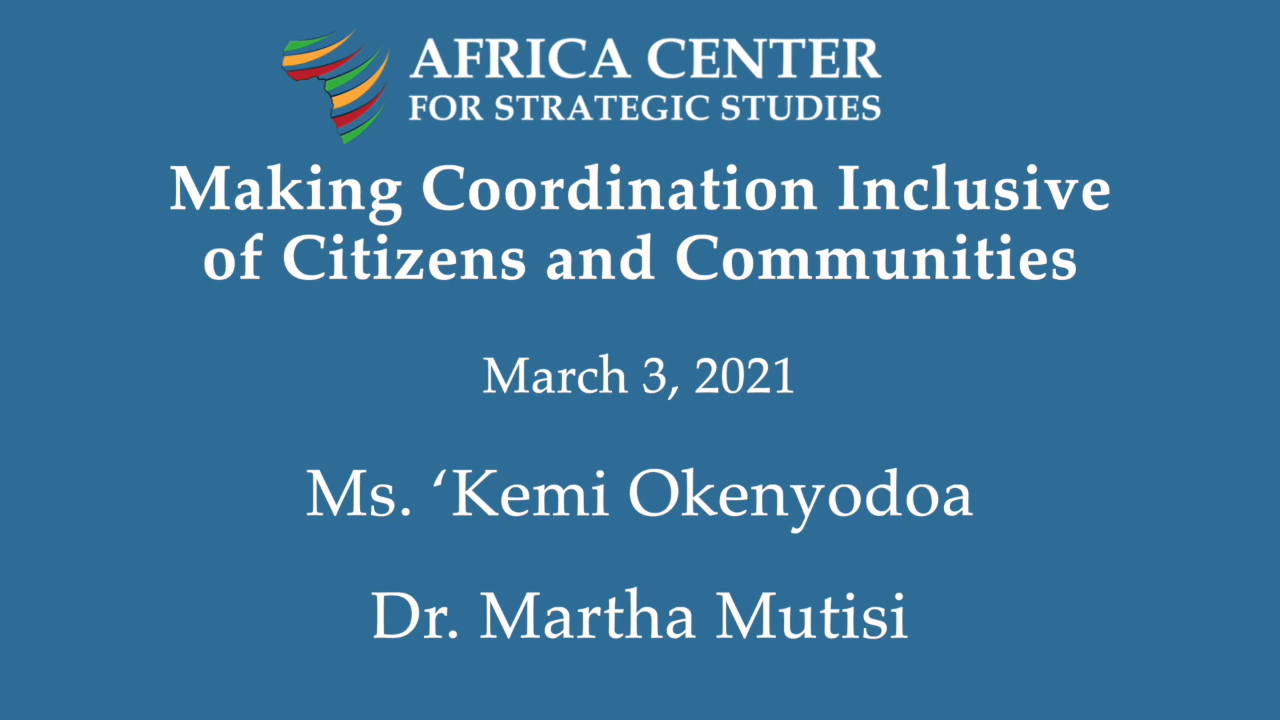 AFRICA CENTER
FOR STRATEGIC STUDIES
Making Coordination Inclusive
of Citizens and Communities
March 3, 2021
Ms. ‘Kemi Okenyodoa
Dr. Martha Mutisi